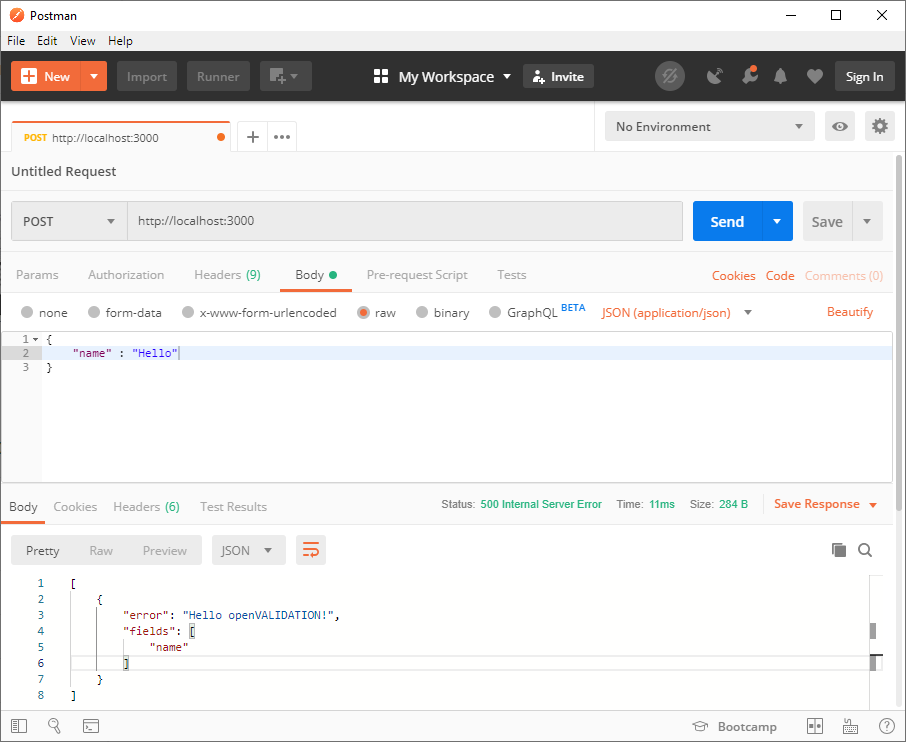 Postman
File Edit View Help
New Import Runner My Workspace Invite Sign In
POST http://localhost:3000 No Environment
Untitled Request
POST http://localhost:3000 Send Save
Params Authorization Headers (9) Body Pre-request Script Tests Cookies Code Comments (0)
none form-data x-www-form-urlencoded raw binary GraphQL BETA JSON (application/json) Beautify
1 {
2 "name" : "Hello"
3 }
Body Cookies Headers (6) Test Results Status: 500 Internal Server Error Time: 11ms Size: 284 B Save Response
Pretty Raw Preview JSON
1 [
2 {
3 "error": "Hello openVALIDATION!",
4 "fields": [
5 "name"
6 ]
7 }
8 ]
Bootcamp